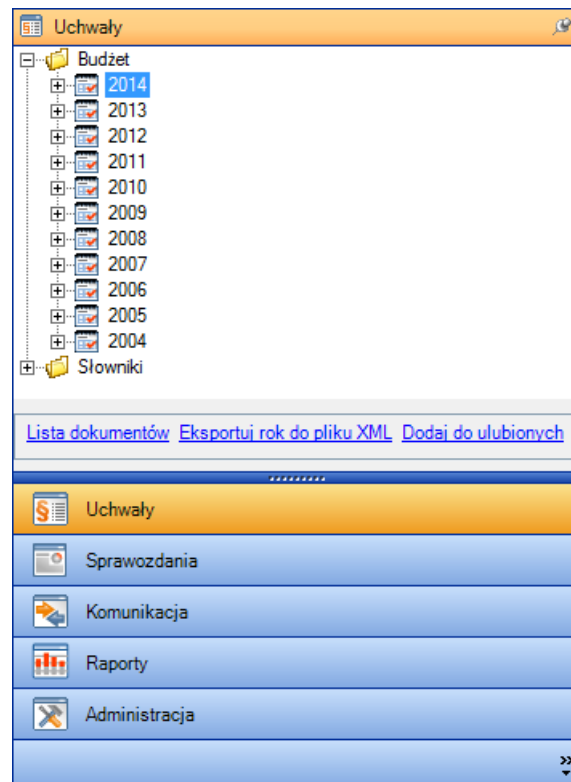 Uchwały
Budżet
2014
2013
2012
2011
2010
2009
2008
2007
2006
2005
2004
Słowniki
Lista dokumentów Eksportuj rok do pliku XML Dodaj do ulubionych
Uchwały
Sprawozdania
Komunikacja
Raporty
Administracja